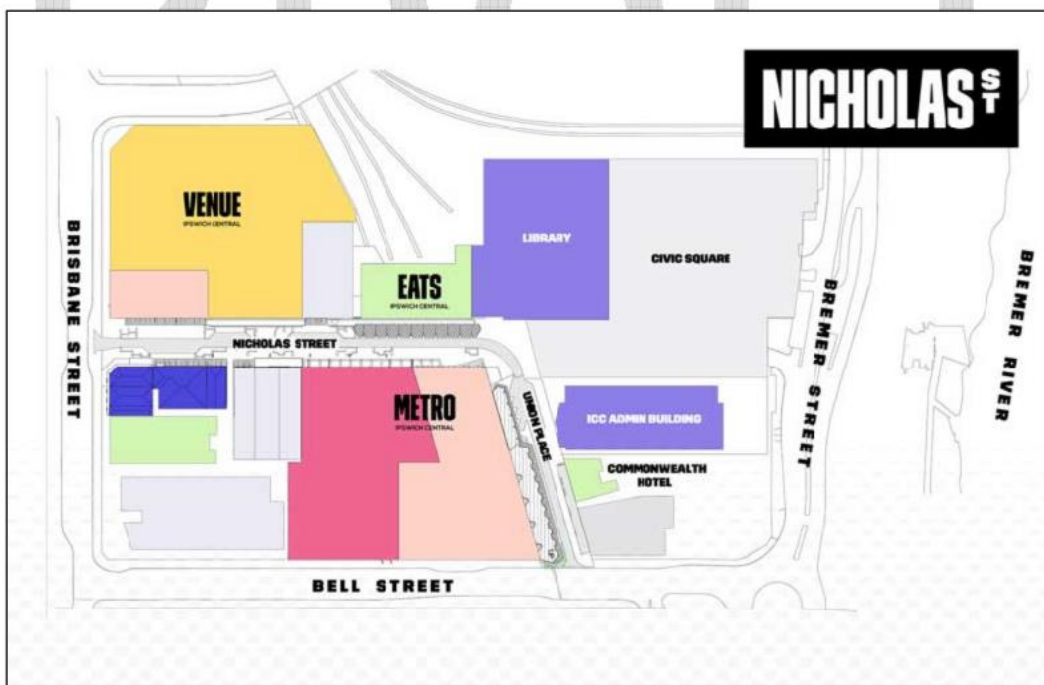 NICHOLAS ST
VENUE
IPSWICH CENTRAL
LIBRARY
CIVIC SQUARE
EATS
IPSWICH CENTRAL
BRISBANE STREET
NICHOLAS STREET
BREMER STREET
BREMER RIVER
METRO
IPSWICH CENTRAL
UNION PLACE
ICC ADMIN BUILDING
COMMONWEALTH
HOTEL
BELL STREET